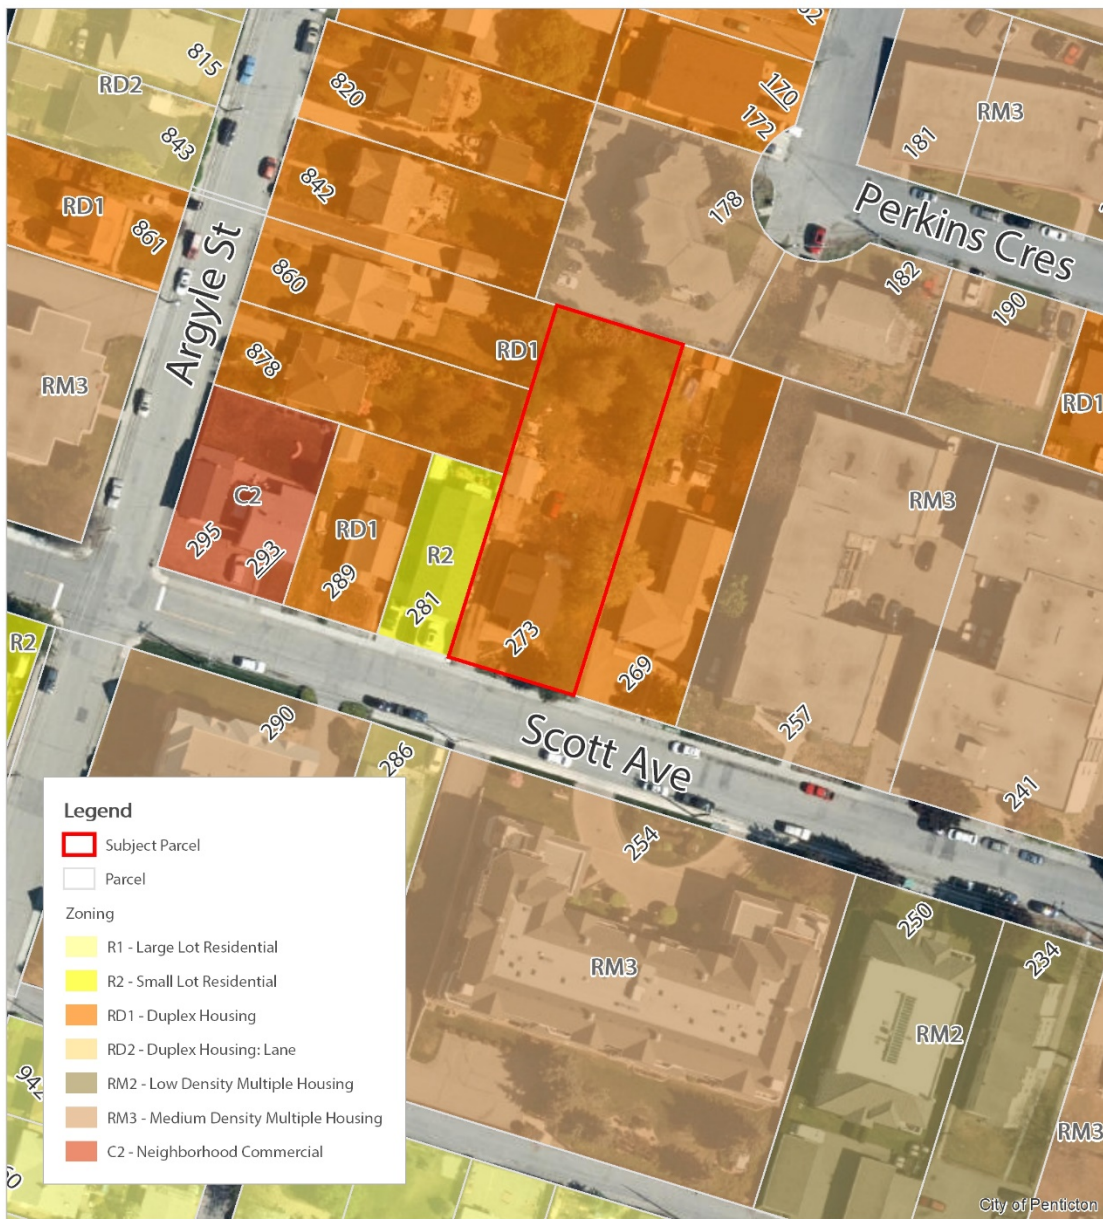 815
RD2
843
RD1
861
820
842
860
878
RD1
170
172
178
RM3
181
Perkins Cres
182
190
RD1
Argyle St
RM3
C2
295
293
RD1
289
R2
281
273
269
RM3
257
241
R2
290
286
Scott Ave
254
RM3
250
234
RM2
RM3
942
Legend
Subject Parcel
Parcel
Zoning
R1 - Large Lot Residential
R2 - Small Lot Residential
RD1 - Duplex Housing
RD2 - Duplex Housing: Lane
RM2 - Low Density Multiple Housing
RM3 - Medium Density Multiple Housing
C2 - Neighborhood Commercial
City of Penticton